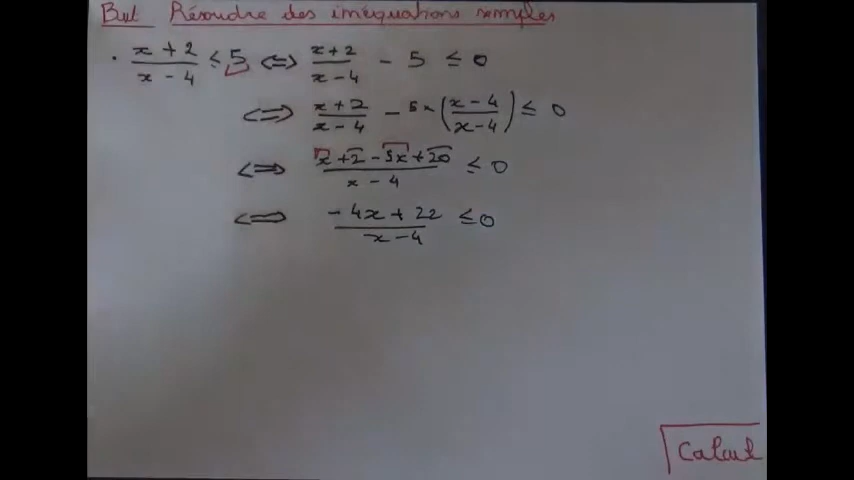 But Résoudre des inéquations simples
• (x + 2)/(x - 4) ≤ 5 ⟺ (x + 2)/(x - 4) - 5 ≤ 0
⟺ (x + 2)/(x - 4) - 5 × ((x - 4)/(x - 4)) ≤ 0
⟺ (x + 2 - 5x + 20)/(x - 4) ≤ 0
⟺ (- 4x + 22)/(x - 4) ≤ 0
Calcul